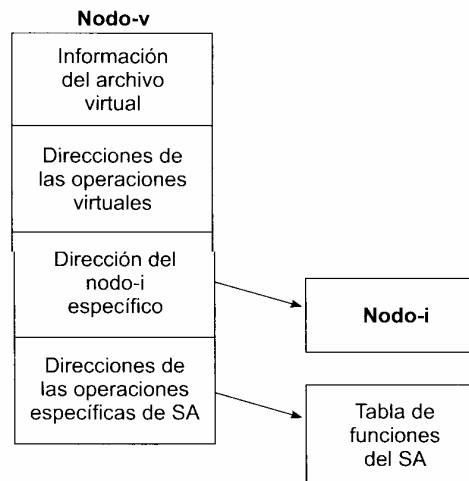 Nodo-v
Información
del archivo
virtual
Direcciones de
las operaciones
virtuales
Dirección del
nodo-i
específico
Direcciones de
las operaciones
específicas de SA
Nodo-i
Tabla de
funciones
del SA